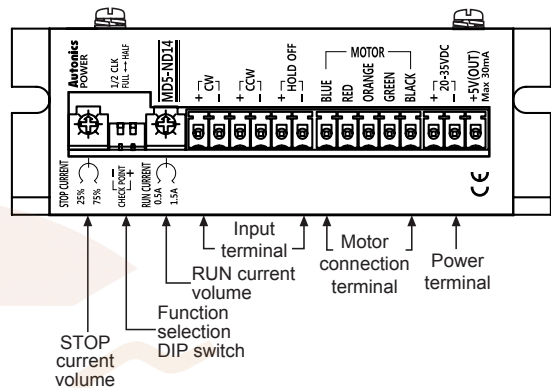 Autonics
POWER
1/2 CLK
FULL ↔ HALF
MD5-ND14
+ CW −
+ CCW −
+ HOLD OFF −
MOTOR
BLUE
RED
ORANGE
GREEN
BLACK
+ 20-35VDC −
+5V(OUT)
Max 30mA
STOP CURRENT
25%
75%
− CHECK POINT +
RUN CURRENT
0.5A
1.5A
CE
Input
terminal
Motor
connection
terminal
Power
terminal
RUN current
volume
Function
selection
DIP switch
STOP
current
volume